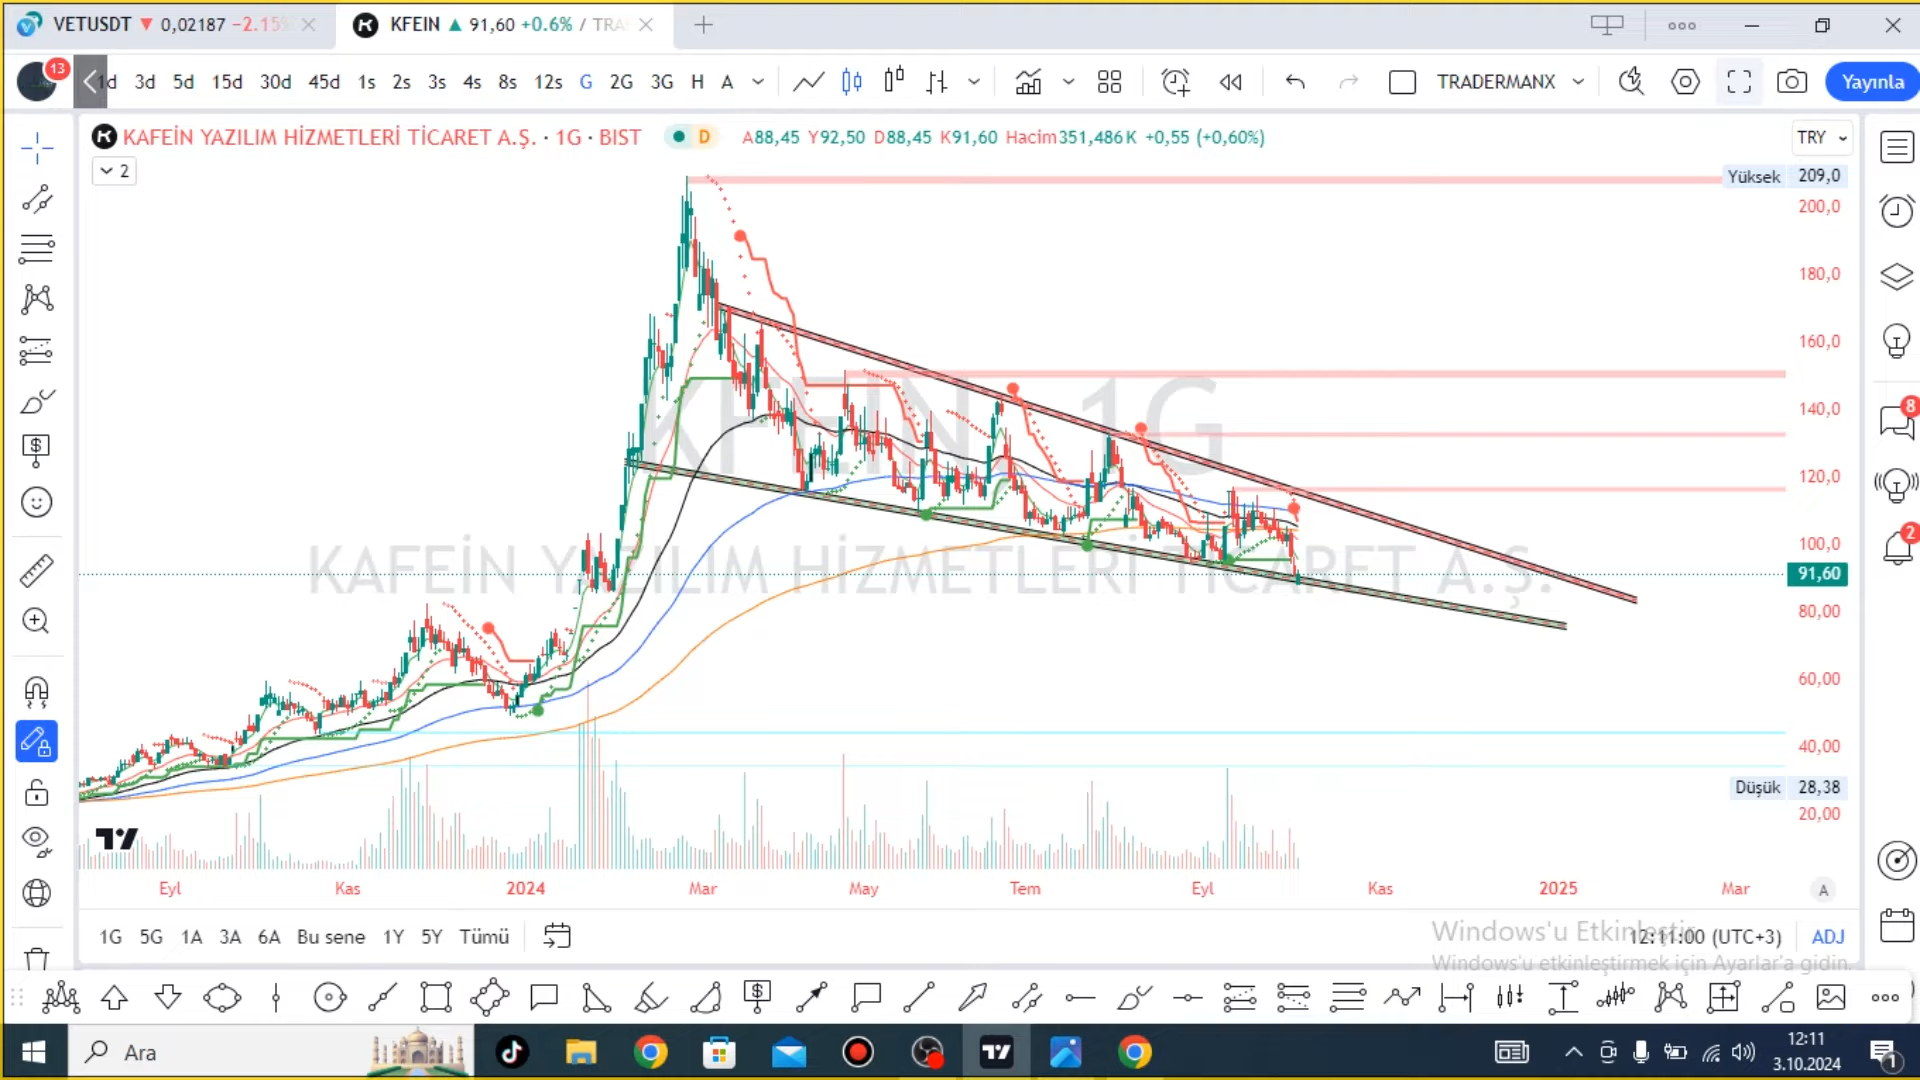 VETUSDT ▼ 0,02187 −2.15%
KFEIN ▲ 91,60 +0.6% / TRA
13
1d 3d 5d 15d 30d 45d 1s 2s 3s 4s 8s 12s G 2G 3G H A
TRADERMANX
Yayınla
KAFEİN YAZILIM HİZMETLERİ TİCARET A.Ş. · 1G · BIST
D
A88,45 Y92,50 D88,45 K91,60 Hacim351,486K +0,55 (+0,60%)
TRY
2
Yüksek 209,0
200,0
180,0
160,0
140,0
120,0
100,0
91,60
80,00
60,00
40,00
Düşük 28,38
20,00
KFEIN, 1G
KAFEİN YAZILIM HİZMETLERİ TİCARET A.Ş.
8
2
Eyl Kas 2024 Mar May Tem Eyl Kas 2025 Mar A
1G 5G 1A 3A 6A Bu sene 1Y 5Y Tümü
Windows'u Etkinleştir
12:11:00 (UTC+3) ADJ
Windows'u etkinleştirmek için Ayarlar'a gidin.
Ara
12:11
3.10.2024
1